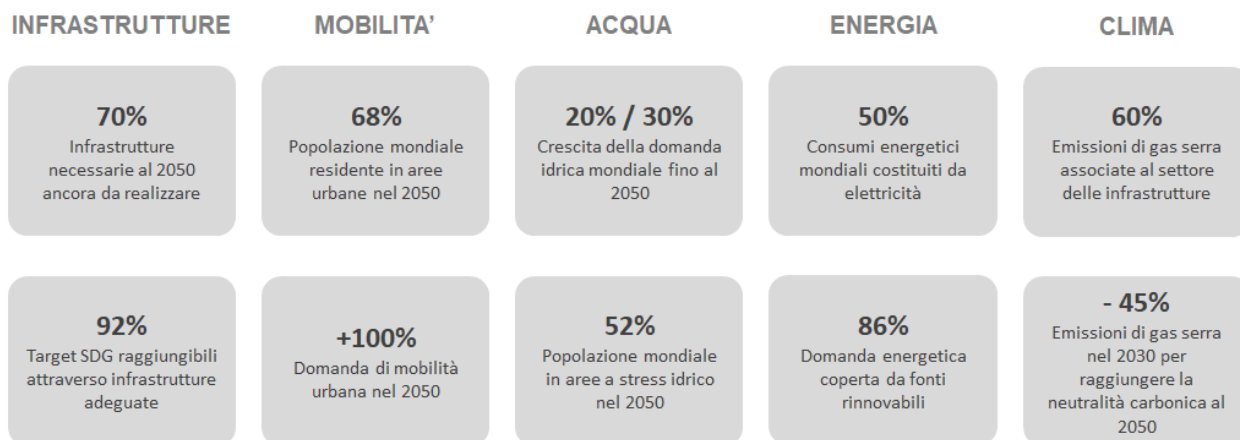 INFRASTRUTTURE
MOBILITA’
ACQUA
ENERGIA
CLIMA
70%
Infrastrutture
necessarie al 2050
ancora da realizzare
68%
Popolazione mondiale
residente in aree
urbane nel 2050
20% / 30%
Crescita della domanda
idrica mondiale fino al
2050
50%
Consumi energetici
mondiali costituiti da
elettricità
60%
Emissioni di gas serra
associate al settore
delle infrastrutture
92%
Target SDG raggiungibili
attraverso infrastrutture
adeguate
+100%
Domanda di mobilità
urbana nel 2050
52%
Popolazione mondiale
in aree a stress idrico
nel 2050
86%
Domanda energetica
coperta da fonti
rinnovabili
- 45%
Emissioni di gas serra
nel 2030 per
raggiungere la
neutralità carbonica al
2050